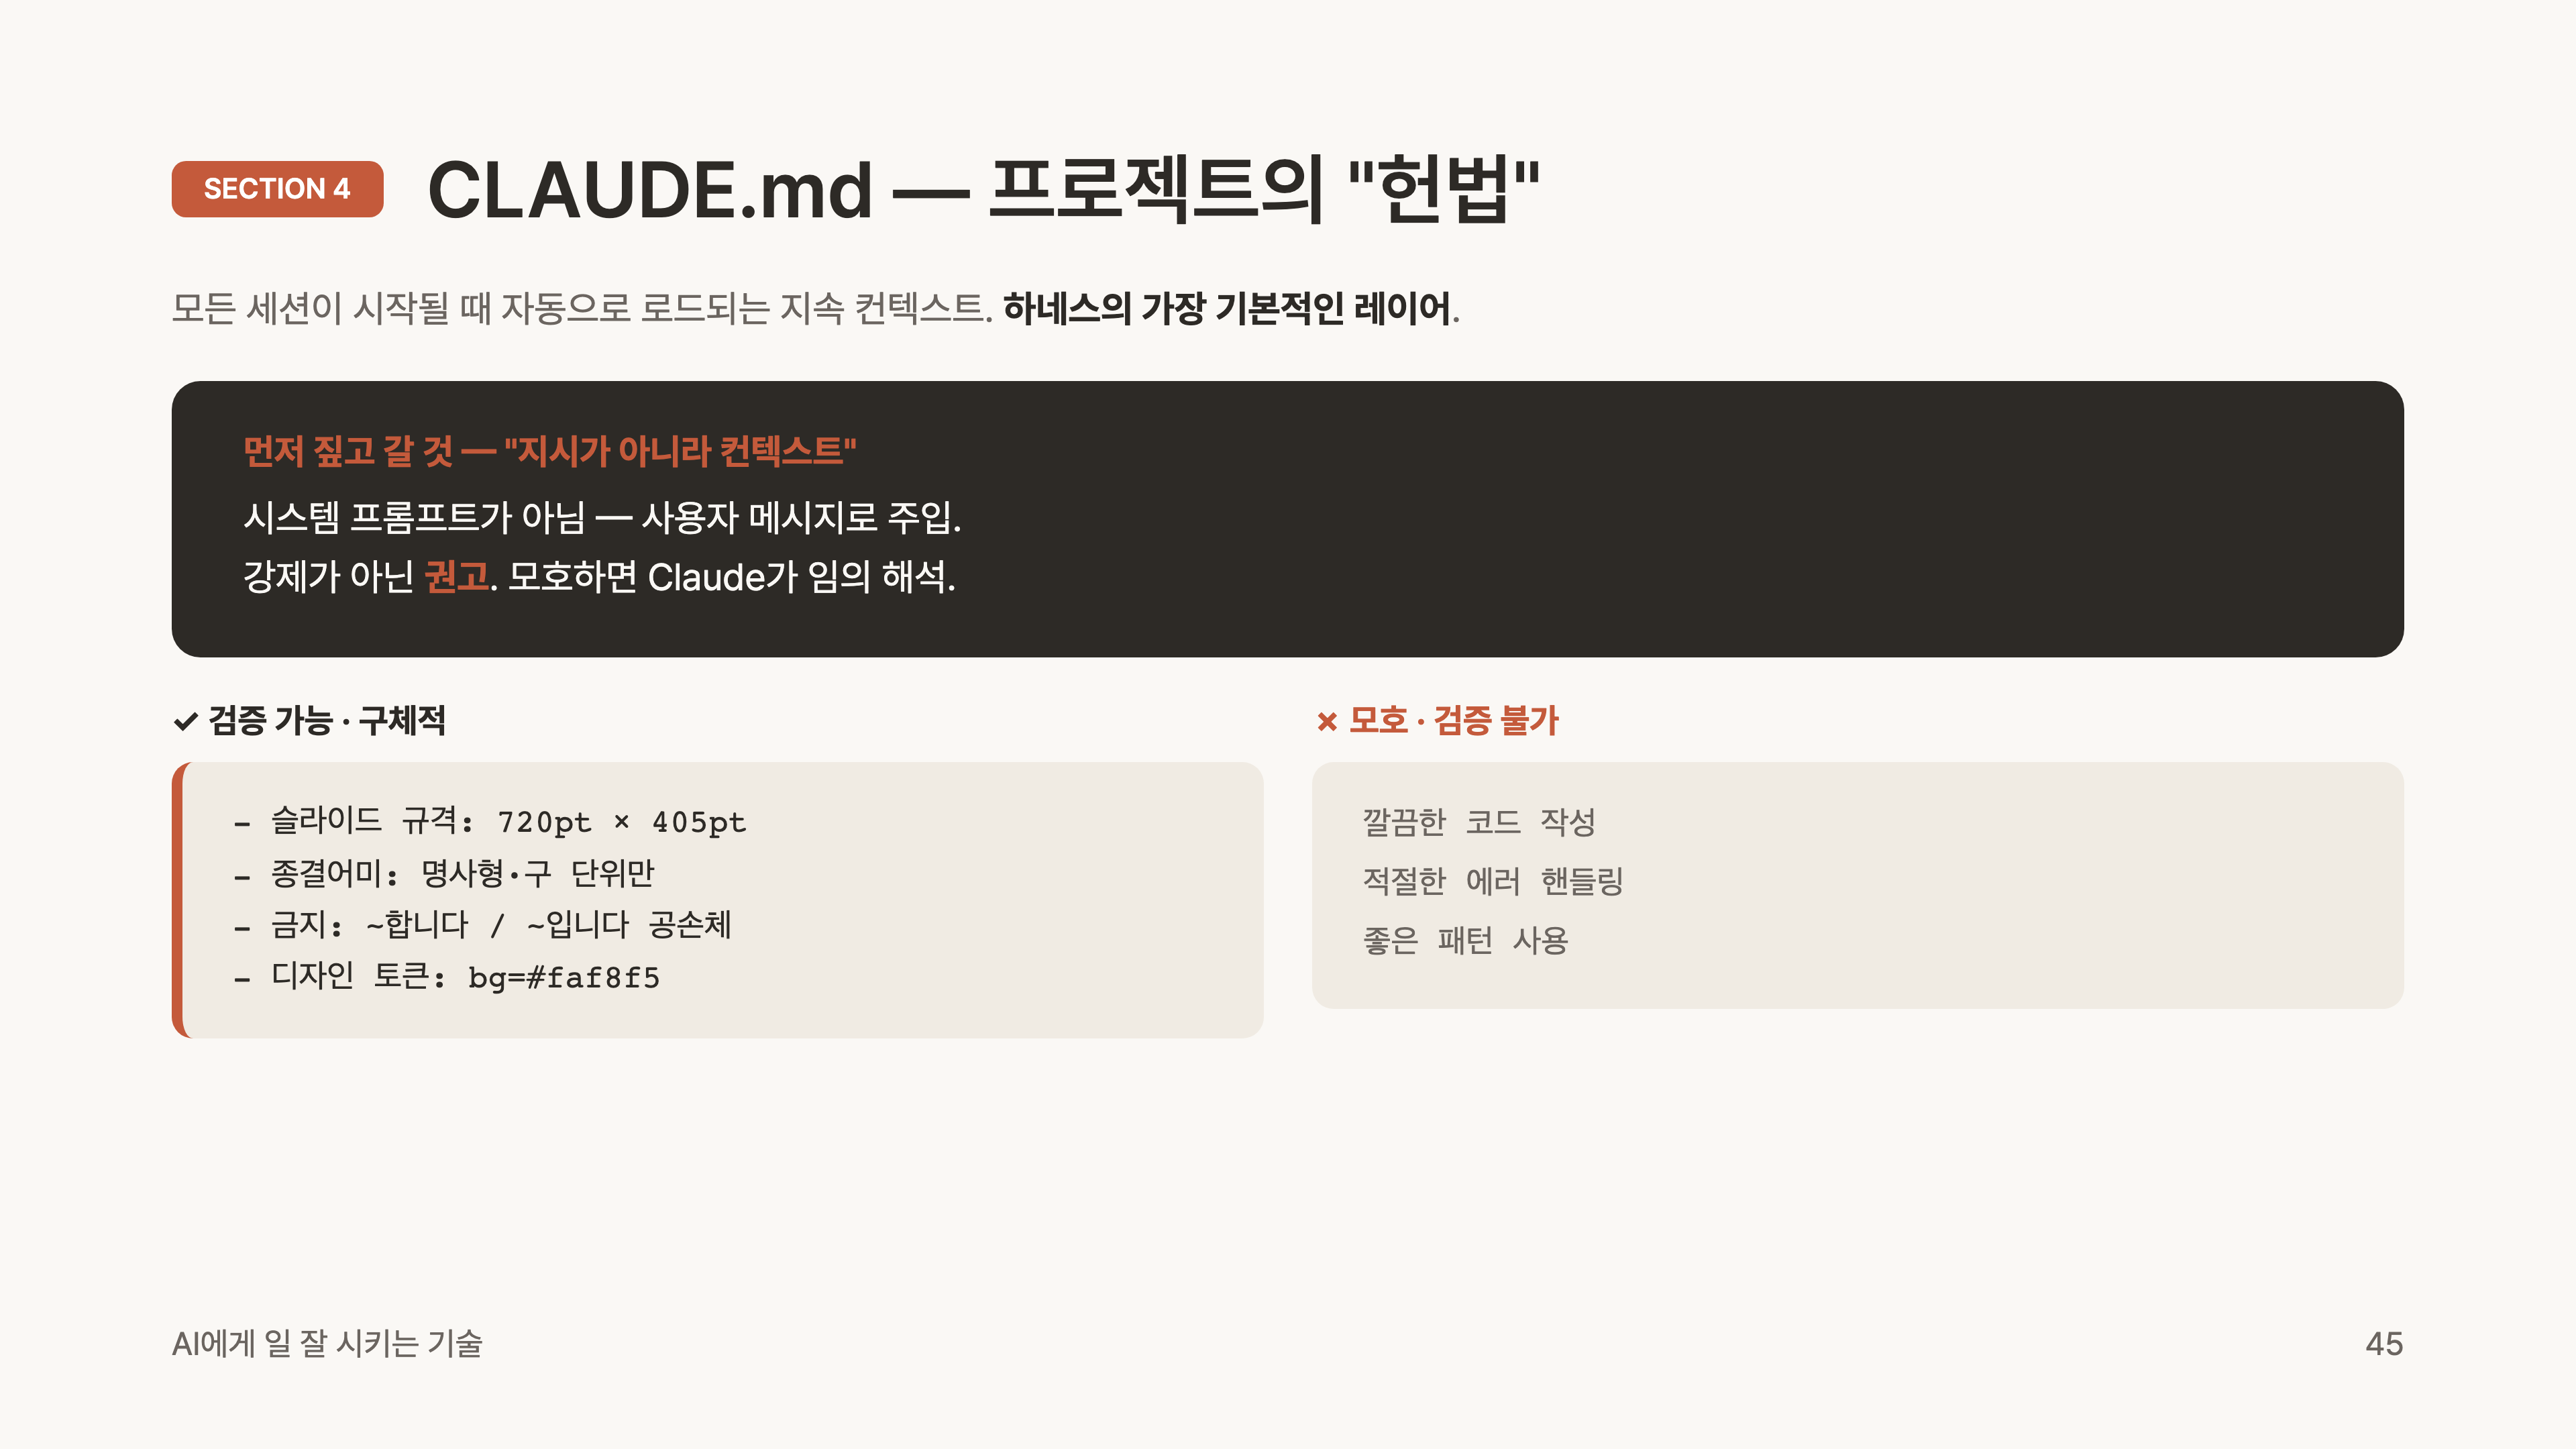 SECTION 4
CLAUDE.md — 프로젝트의 "헌법"
모든 세션이 시작될 때 자동으로 로드되는 지속 컨텍스트. 하네스의 가장 기본적인 레이어.
먼저 짚고 갈 것 — "지시가 아니라 컨텍스트"
시스템 프롬프트가 아님 — 사용자 메시지로 주입.
강제가 아닌 권고. 모호하면 Claude가 임의 해석.
✓ 검증 가능 · 구체적
- 슬라이드 규격: 720pt × 405pt
- 종결어미: 명사형·구 단위만
- 금지: ~합니다 / ~입니다 공손체
- 디자인 토큰: bg=#faf8f5
× 모호 · 검증 불가
깔끔한 코드 작성
적절한 에러 핸들링
좋은 패턴 사용
AI에게 일 잘 시키는 기술
45